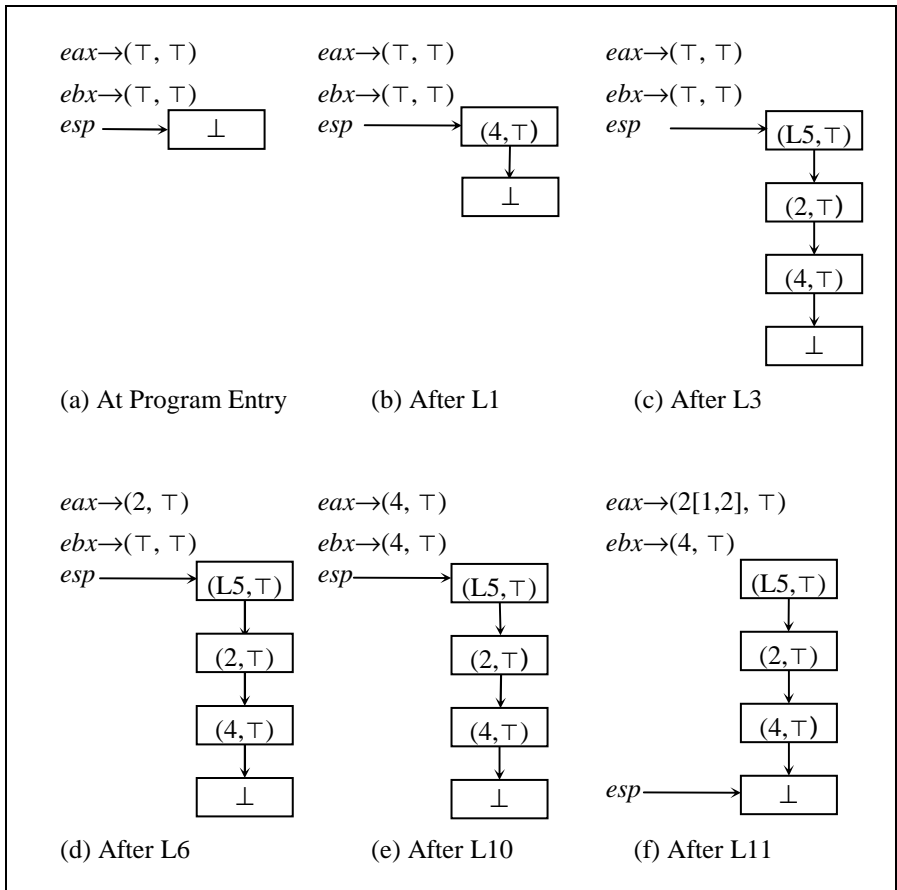 eax→(⊤, ⊤)
ebx→(⊤, ⊤)
esp
⊥
(a) At Program Entry
eax→(⊤, ⊤)
ebx→(⊤, ⊤)
esp
(4,⊤)
⊥
(b) After L1
eax→(⊤, ⊤)
ebx→(⊤, ⊤)
esp
(L5,⊤)
(2,⊤)
(4,⊤)
⊥
(c) After L3
eax→(2, ⊤)
ebx→(⊤, ⊤)
esp
(L5,⊤)
(2,⊤)
(4,⊤)
⊥
(d) After L6
eax→(4, ⊤)
ebx→(4, ⊤)
esp
(L5,⊤)
(2,⊤)
(4,⊤)
⊥
(e) After L10
eax→(2[1,2], ⊤)
ebx→(4, ⊤)
(L5,⊤)
(2,⊤)
(4,⊤)
esp
⊥
(f) After L11